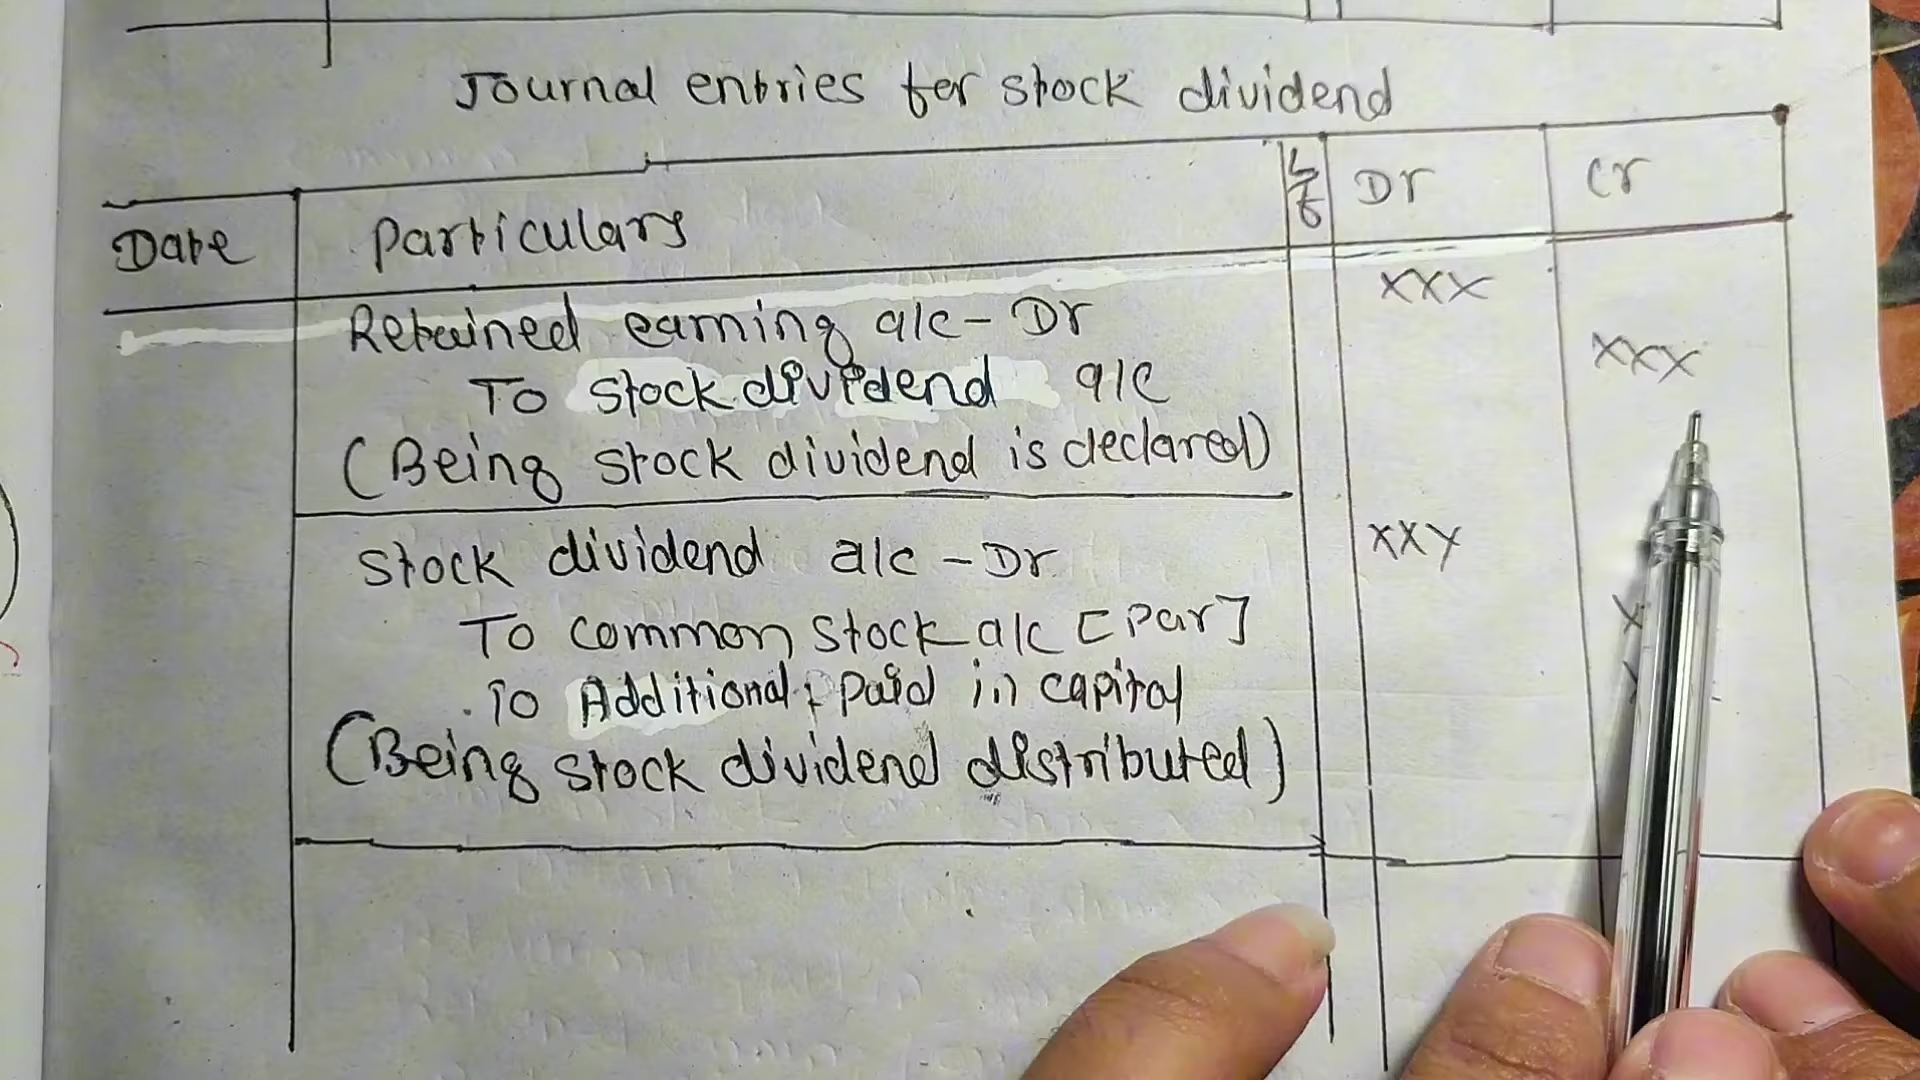 Journal entries for stock dividend
Date Particulars L/f Dr Cr
Retained earning a/c - Dr xxx
To Stock dividend a/c xxx
(Being stock dividend is declared)
Stock dividend a/c - Dr xxy
To common stock a/c [Par] x
To Additional paid in capital
(Being stock dividend distributed)